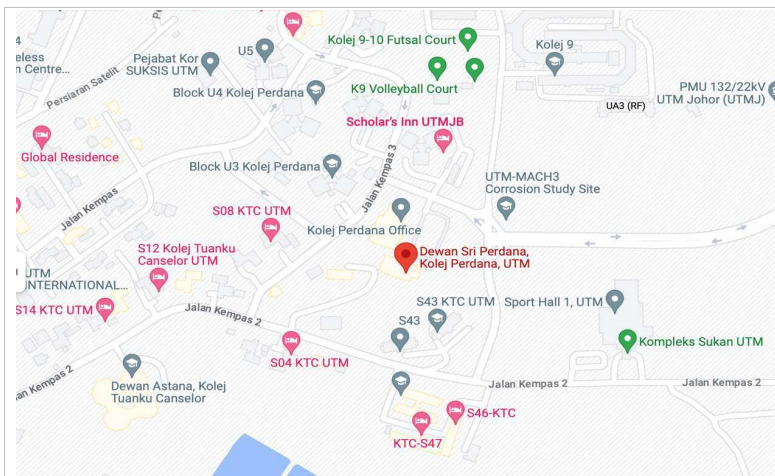 Kolej 9-10 Futsal Court
U5
Kolej 9
eless
n Centre...
Pejabat Kor
SUKSIS UTM
Persiaran Satelit
Block U4 Kolej Perdana
K9 Volleyball Court
PMU 132/22kV
UTM Johor (UTMJ)
UA3 (RF)
Scholar's Inn UTMJB
Global Residence
Block U3 Kolej Perdana
Jalan Kempas 3
UTM-MACH3
Corrosion Study Site
Jalan Kempas
S08 KTC UTM
Kolej Perdana Office
S12 Kolej Tuanku
Canselor UTM
Dewan Sri Perdana,
Kolej Perdana, UTM
UTM
INTERNATIONAL...
S14 KTC UTM
Jalan Kempas 2
S43 KTC UTM
Sport Hall 1, UTM
S43
Kompleks Sukan UTM
S04 KTC UTM
Dewan Astana, Kolej
Tuanku Canselor
an Kempas 2
Jalan Kempas 2
Jalan Kempas 2
S46-KTC
KTC-S47